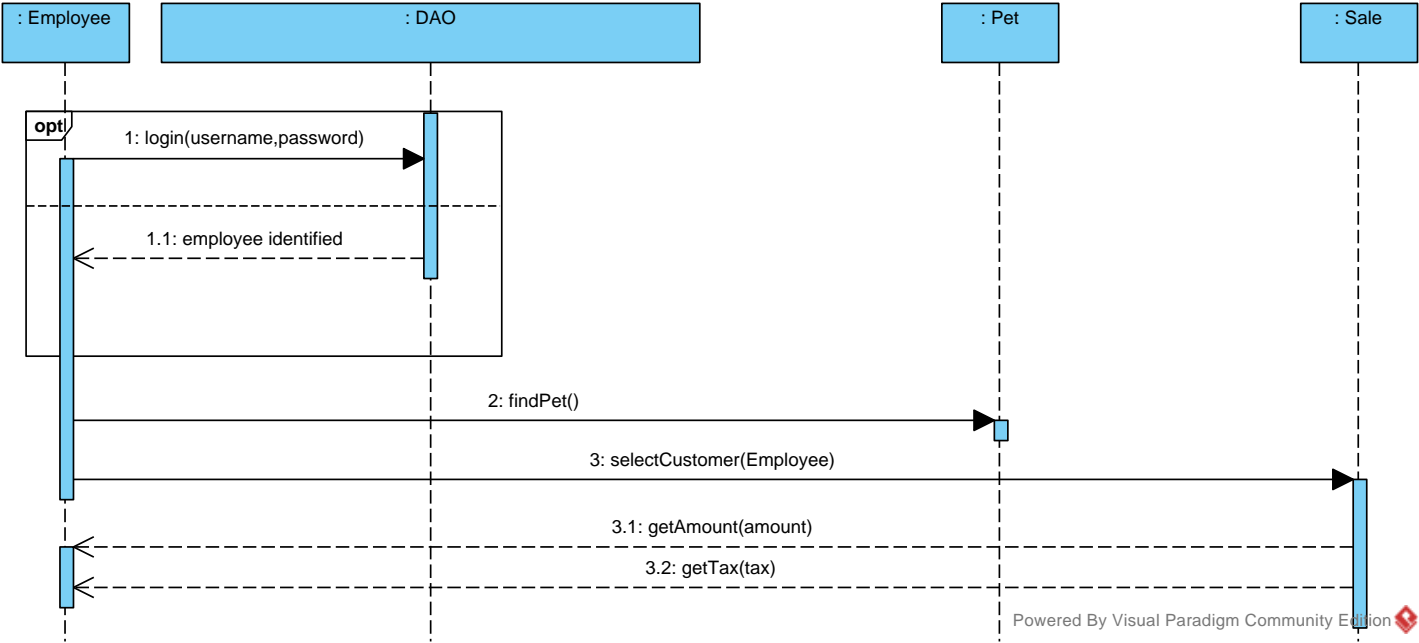 : Employee
: DAO
: Pet
: Sale
opt
1: login(username,password)
1.1: employee identified
2: findPet()
3: selectCustomer(Employee)
3.1: getAmount(amount)
3.2: getTax(tax)
Powered By Visual Paradigm Community Edition